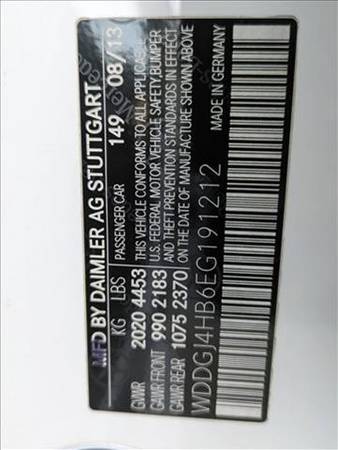 MFD BY DAIMLER AG STUTTGART
KG LBS PASSENGER CAR 149 08/13
GVWR 2020 4453 THIS VEHICLE CONFORMS TO ALL APPLICABLE
GAWR FRONT 990 2183 U.S. FEDERAL MOTOR VEHICLE SAFETY,BUMPER
GAWR REAR 1075 2370 AND THEFT PREVENTION STANDARDS IN EFFECT
ON THE DATE OF MANUFACTURE SHOWN ABOVE
WDDGJ4HB6EG191212 MADE IN GERMANY